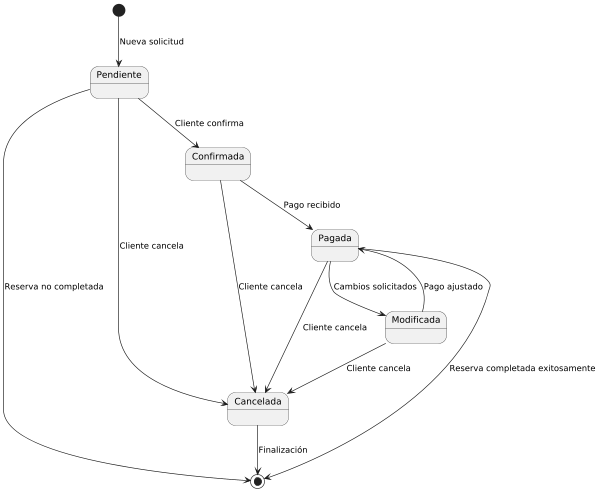 Nueva solicitud
Pendiente
Cliente confirma
Confirmada
Pago recibido
Pagada
Cliente cancela
Reserva no completada
Cliente cancela
Cambios solicitados
Pago ajustado
Modificada
Cliente cancela
Cliente cancela
Reserva completada exitosamente
Cancelada
Finalización